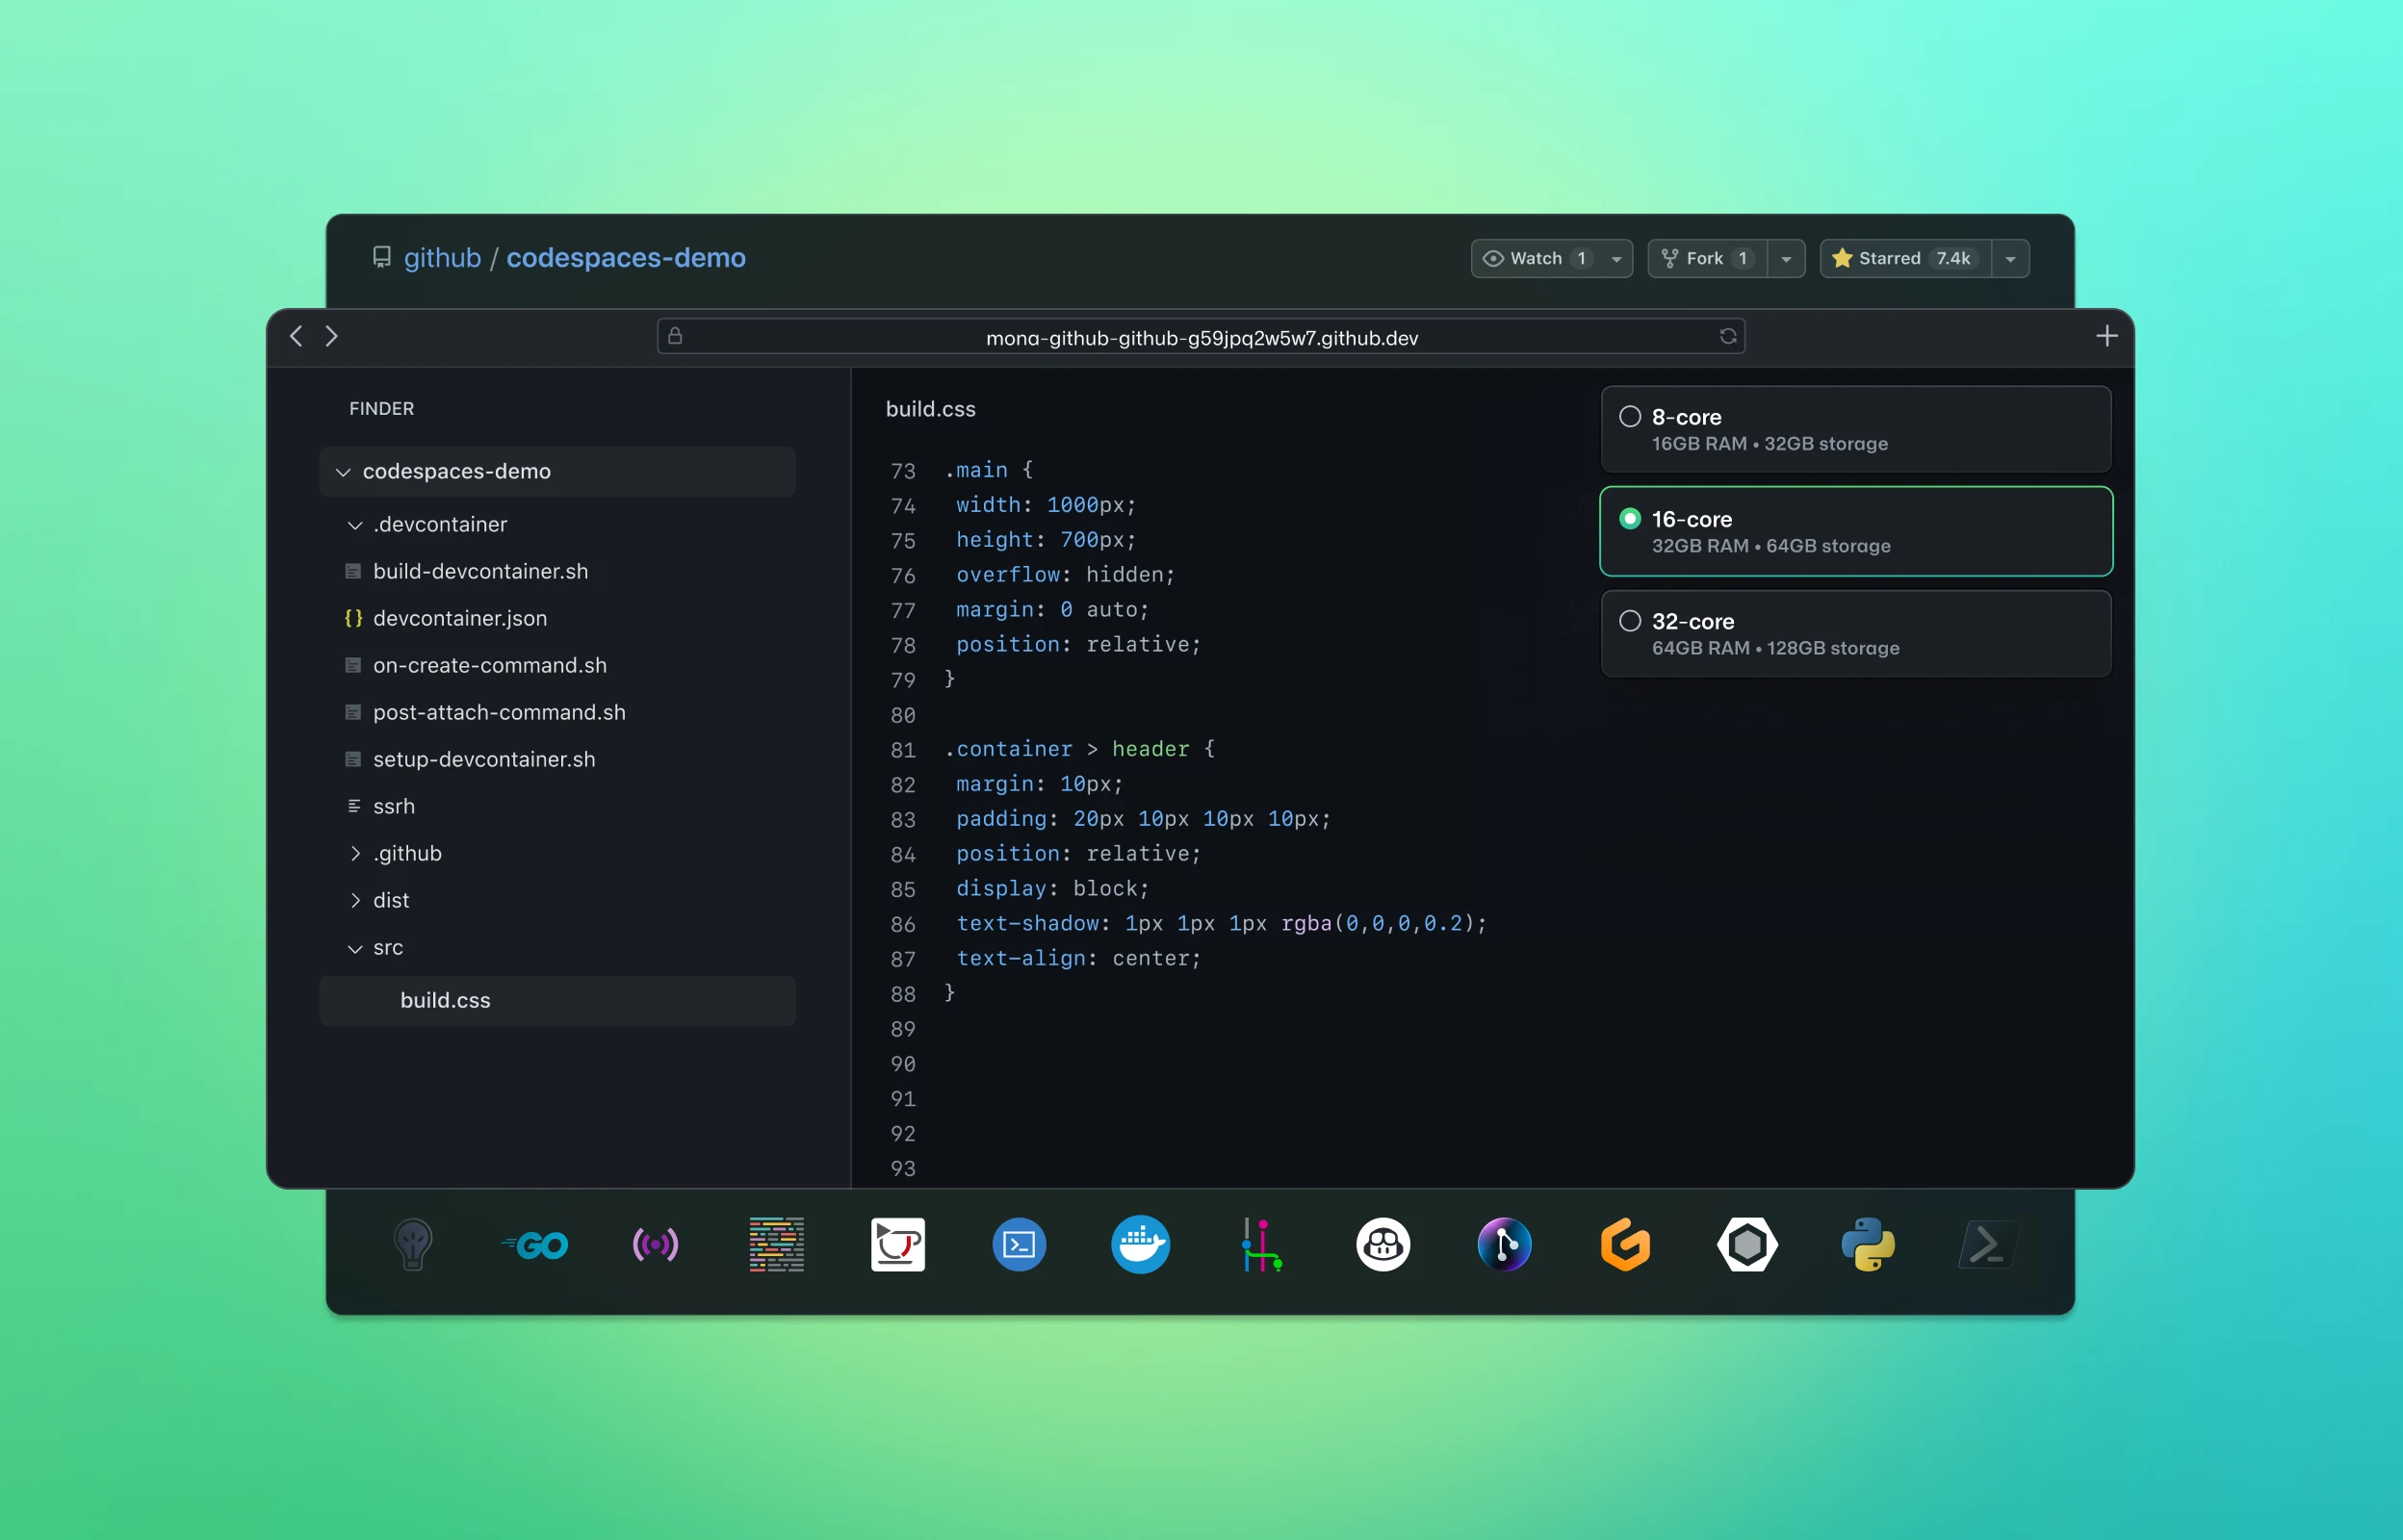 github / codespaces-demo
Watch 1
Fork 1
Starred 7.4k
mona-github-github-g59jpq2w5w7.github.dev
FINDER
codespaces-demo
.devcontainer
build-devcontainer.sh
{} devcontainer.json
on-create-command.sh
post-attach-command.sh
setup-devcontainer.sh
ssrh
.github
dist
src
build.css
build.css
73 .main {
74 width: 1000px;
75 height: 700px;
76 overflow: hidden;
77 margin: 0 auto;
78 position: relative;
79 }
80
81 .container > header {
82 margin: 10px;
83 padding: 20px 10px 10px 10px;
84 position: relative;
85 display: block;
86 text-shadow: 1px 1px 1px rgba(0,0,0,0.2);
87 text-align: center;
88 }
89
90
91
92
93
8-core
16GB RAM • 32GB storage
16-core
32GB RAM • 64GB storage
32-core
64GB RAM • 128GB storage
GO